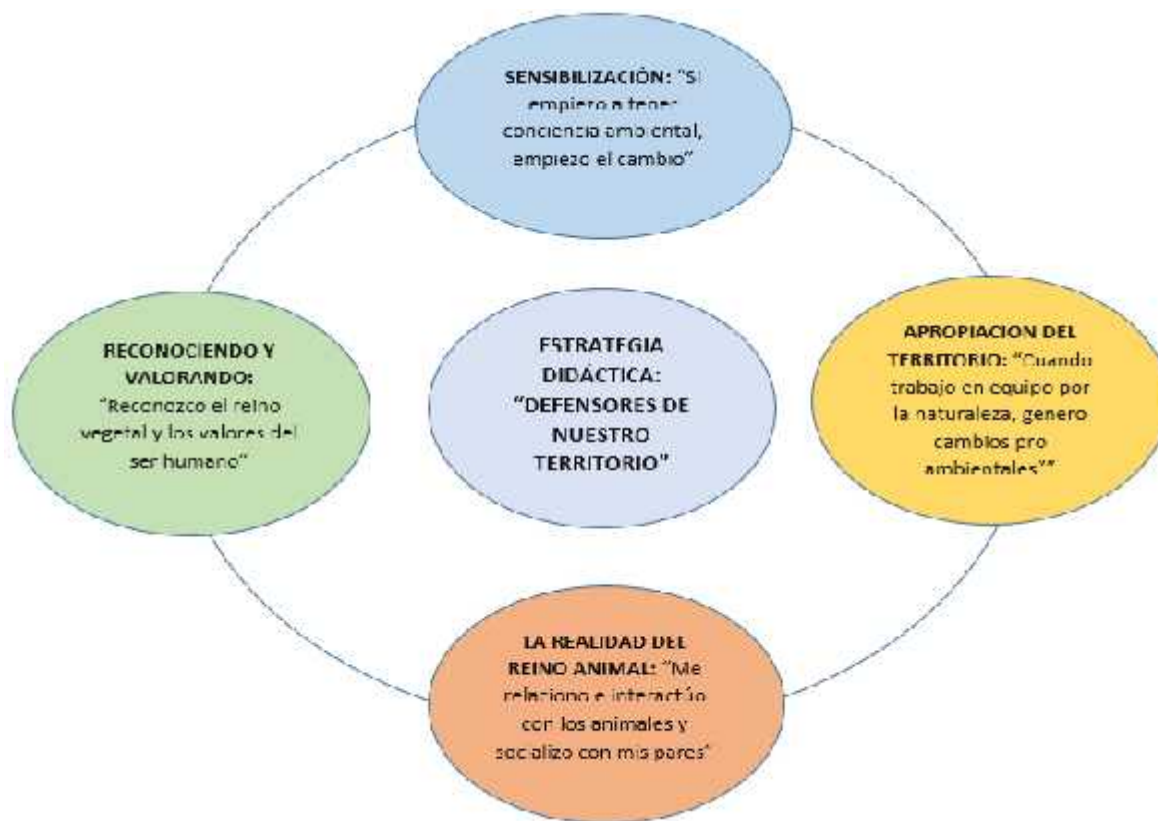 SENSIBILIZACIÓN: "Si
empiezo a tener
conciencia ambiental,
empiezo el cambio"
RECONOCIENDO Y
VALORANDO:
"Reconozco el reino
vegetal y los valores del
ser humano"
ESTRATEGIA
DIDÁCTICA:
"DEFENSORES DE
NUESTRO
TERRITORIO"
APROPIACION DEL
TERRITORIO: "Cuando
trabajo en equipo por
la naturaleza, genero
cambios pro
ambientales""
LA REALIDAD DEL
REINO ANIMAL: "Me
relaciono e interactúo
con los animales y
socializo con mis pares"